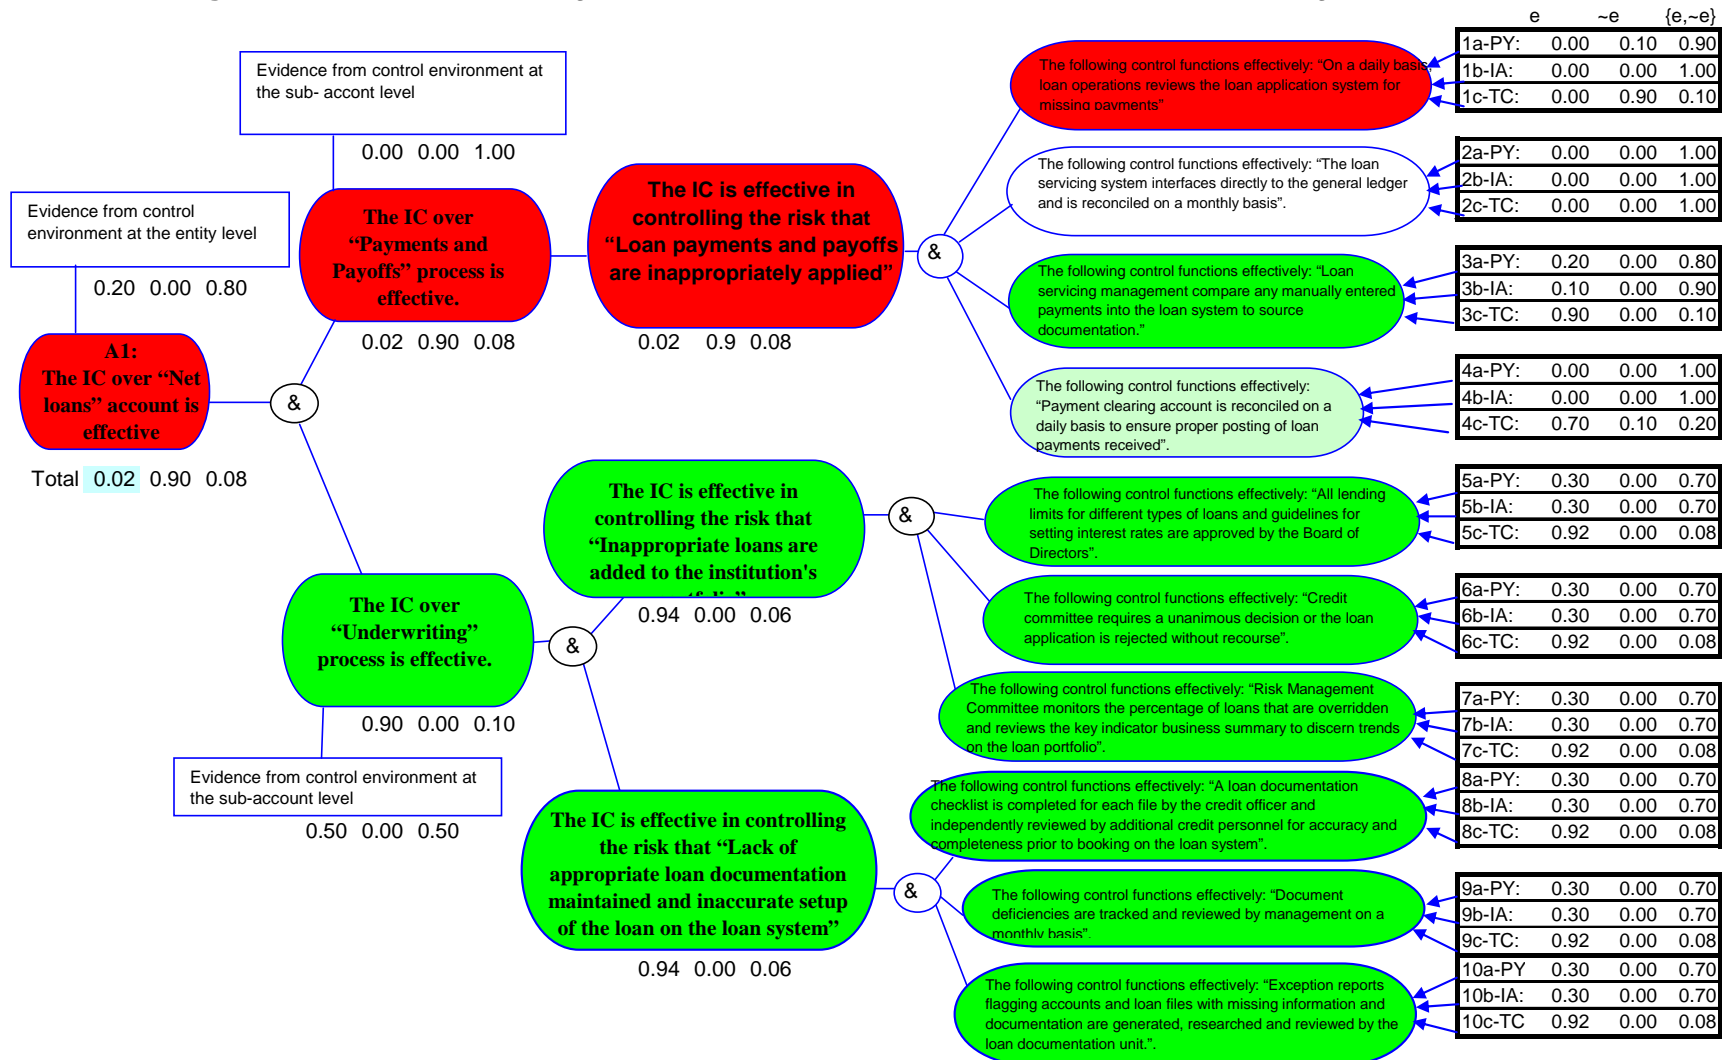 e ~e {e,~e}
Evidence from control environment at
the sub- accont level
0.00 0.00 1.00
Evidence from control
environment at the entity level
0.20 0.00 0.80
A1:
The IC over “Net
loans” account is
effective
Total 0.02 0.90 0.08
The IC over
“Payments and
Payoffs” process is
effective.
0.02 0.90 0.08
The IC is effective in
controlling the risk that
“Loan payments and payoffs
are inappropriately applied”
0.02 0.9 0.08
&
&
The IC over
“Underwriting”
process is effective.
0.90 0.00 0.10
Evidence from control environment at
the sub-account level
0.50 0.00 0.50
&
The IC is effective in
controlling the risk that
“Inappropriate loans are
added to the institution's
0.94 0.00 0.06
&
The IC is effective in controlling
the risk that “Lack of
appropriate loan documentation
maintained and inaccurate setup
of the loan on the loan system”
0.94 0.00 0.06
&
The following control functions effectively: “On a daily basis,
loan operations reviews the loan application system for
missing payments”
1a-PY: 0.00 0.10 0.90
1b-IA: 0.00 0.00 1.00
1c-TC: 0.00 0.90 0.10
The following control functions effectively: “The loan
servicing system interfaces directly to the general ledger
and is reconciled on a monthly basis”.
2a-PY: 0.00 0.00 1.00
2b-IA: 0.00 0.00 1.00
2c-TC: 0.00 0.00 1.00
The following control functions effectively: “Loan
servicing management compare any manually entered
payments into the loan system to source
documentation.”
3a-PY: 0.20 0.00 0.80
3b-IA: 0.10 0.00 0.90
3c-TC: 0.90 0.00 0.10
The following control functions effectively:
“Payment clearing account is reconciled on a
daily basis to ensure proper posting of loan
payments received”.
4a-PY: 0.00 0.00 1.00
4b-IA: 0.00 0.00 1.00
4c-TC: 0.70 0.10 0.20
The following control functions effectively: “All lending
limits for different types of loans and guidelines for
setting interest rates are approved by the Board of
Directors”.
5a-PY: 0.30 0.00 0.70
5b-IA: 0.30 0.00 0.70
5c-TC: 0.92 0.00 0.08
The following control functions effectively: “Credit
committee requires a unanimous decision or the loan
application is rejected without recourse”.
6a-PY: 0.30 0.00 0.70
6b-IA: 0.30 0.00 0.70
6c-TC: 0.92 0.00 0.08
The following control functions effectively: “Risk Management
Committee monitors the percentage of loans that are overridden
and reviews the key indicator business summary to discern trends
on the loan portfolio”.
7a-PY: 0.30 0.00 0.70
7b-IA: 0.30 0.00 0.70
7c-TC: 0.92 0.00 0.08
The following control functions effectively: “A loan documentation
checklist is completed for each file by the credit officer and
independently reviewed by additional credit personnel for accuracy and
completeness prior to booking on the loan system”.
8a-PY: 0.30 0.00 0.70
8b-IA: 0.30 0.00 0.70
8c-TC: 0.92 0.00 0.08
The following control functions effectively: “Document
deficiencies are tracked and reviewed by management on a
monthly basis”.
9a-PY: 0.30 0.00 0.70
9b-IA: 0.30 0.00 0.70
9c-TC: 0.92 0.00 0.08
The following control functions effectively: “Exception reports
flagging accounts and loan files with missing information and
documentation are generated, researched and reviewed by the
loan documentation unit.”.
10a-PY 0.30 0.00 0.70
10b-IA: 0.30 0.00 0.70
10c-TC 0.92 0.00 0.08